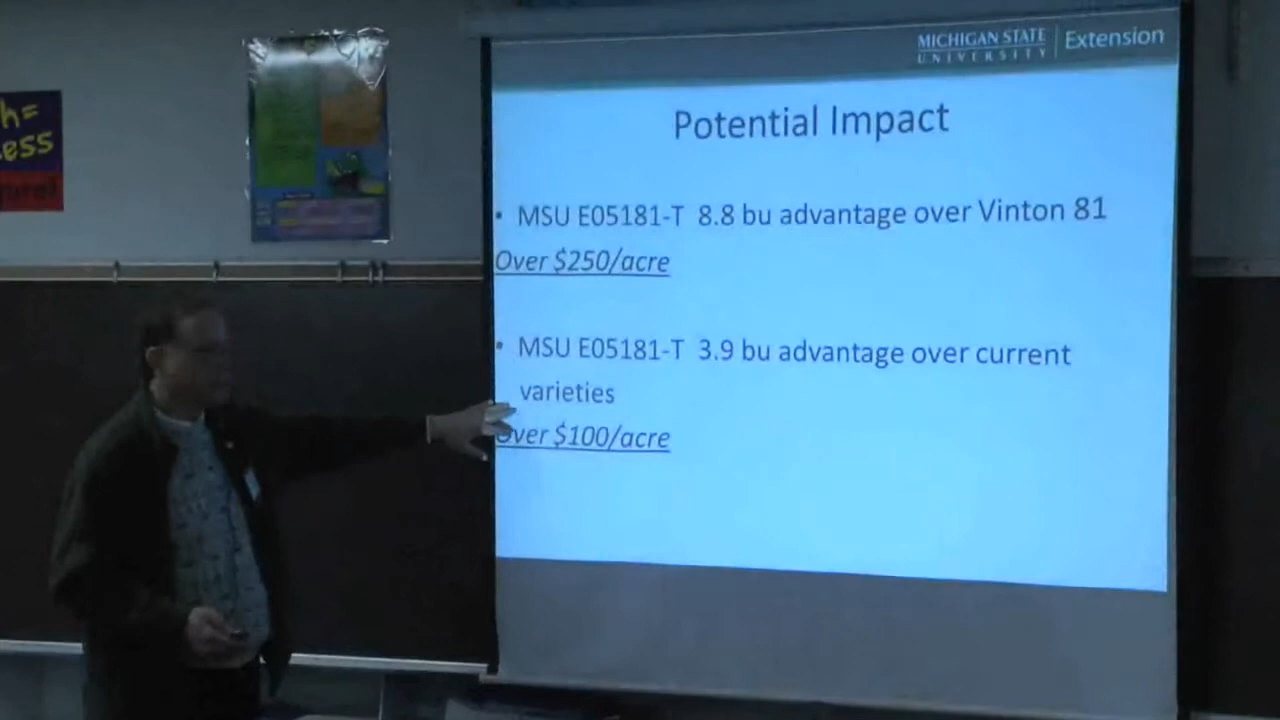 h=
ess
MICHIGAN STATE
UNIVERSITY
Extension
Potential Impact
• MSU E05181-T 8.8 bu advantage over Vinton 81
Over $250/acre
• MSU E05181-T 3.9 bu advantage over current
varieties
Over $100/acre